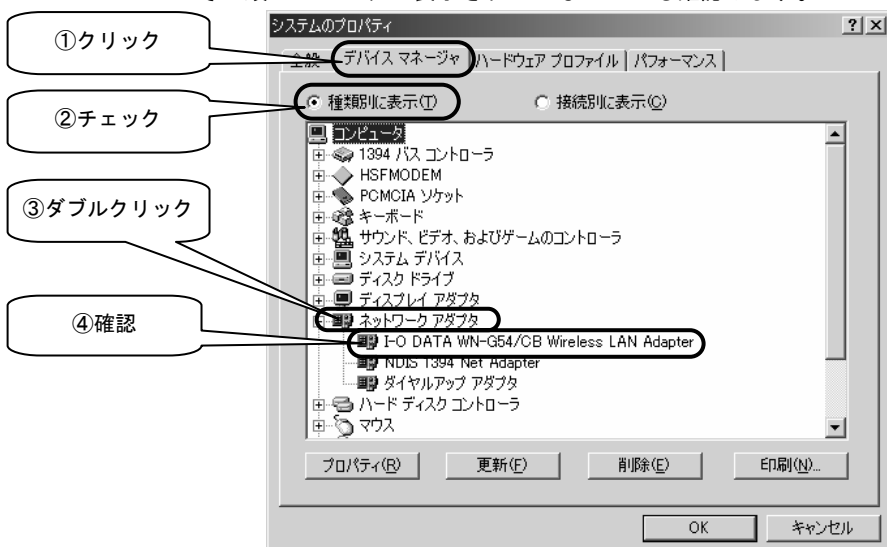 システムのプロパティ
①クリック
全般 デバイス マネージャ ハードウェア プロファイル パフォーマンス
②チェック
種類別に表示(T) 接続別に表示(C)
コンピュータ
1394 バス コントローラ
HSFMODEM
PCMCIA ソケット
③ダブルクリック
キーボード
サウンド、ビデオ、およびゲームのコントローラ
システム デバイス
ディスク ドライブ
ディスプレイ アダプタ
④確認
ネットワーク アダプタ
I-O DATA WN-G54/CB Wireless LAN Adapter
NDIS 1394 Net Adapter
ダイヤルアップ アダプタ
ハード ディスク コントローラ
マウス
プロパティ(R) 更新(F) 削除(E) 印刷(N)...
OK キャンセル